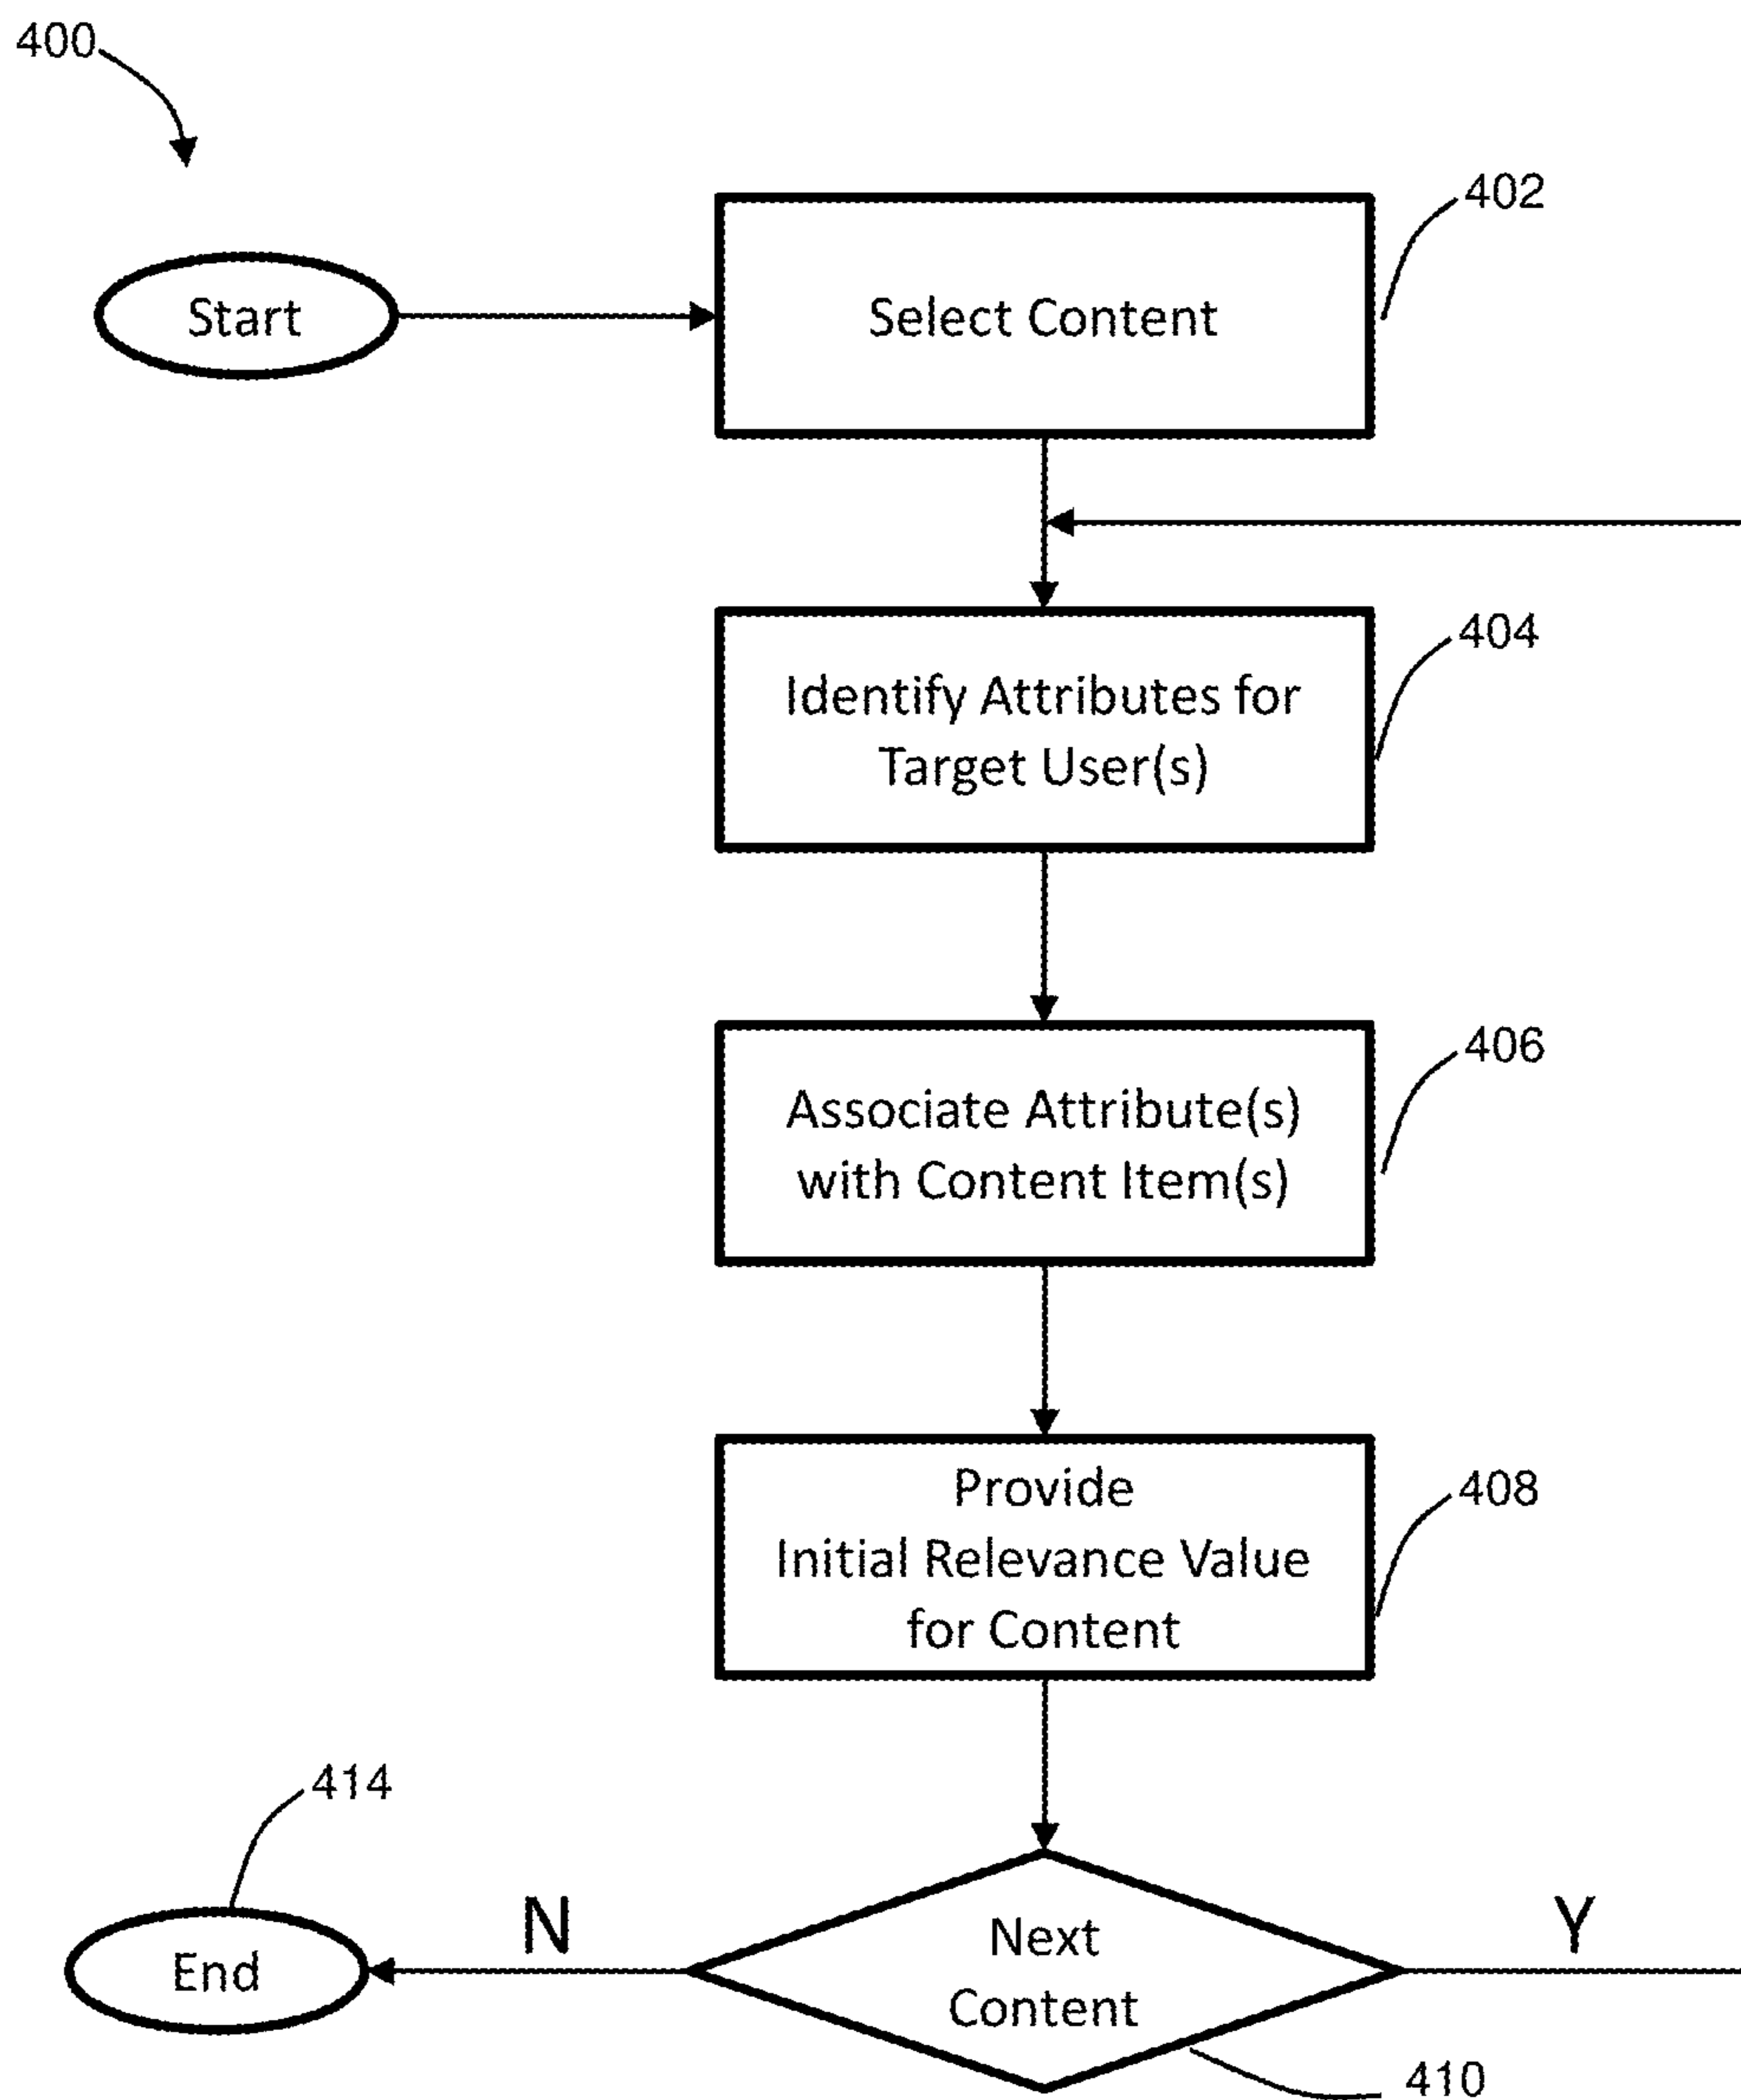 400
402
Start
Select Content
404
Identify Attributes for
Target User(s)
406
Associate Attribute(s)
with Content Item(s)
Provide
408
Initial Relevance Value
for Content
414
N
Y
Next
End
Content
410